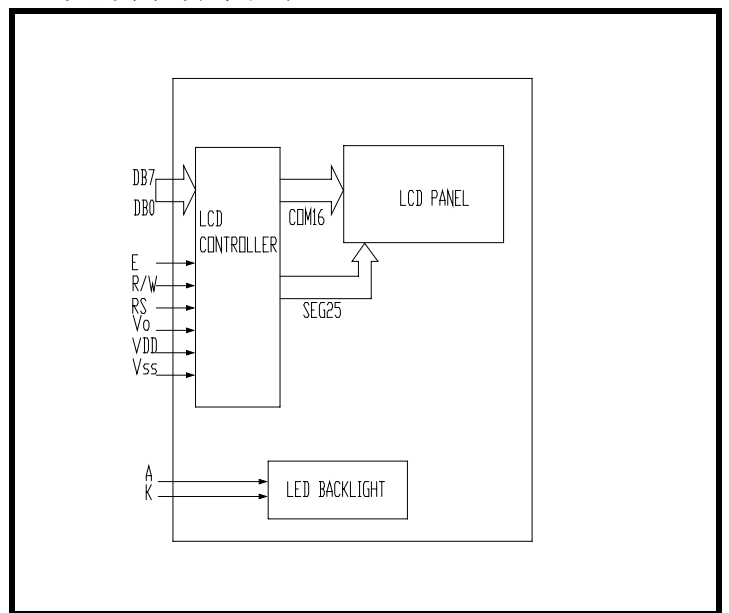 DB7
DB0
LCD
CONTROLLER
COM16
LCD PANEL
SEG25
E
R/W
RS
Vo
VDD
Vss
A
K
LED BACKLIGHT